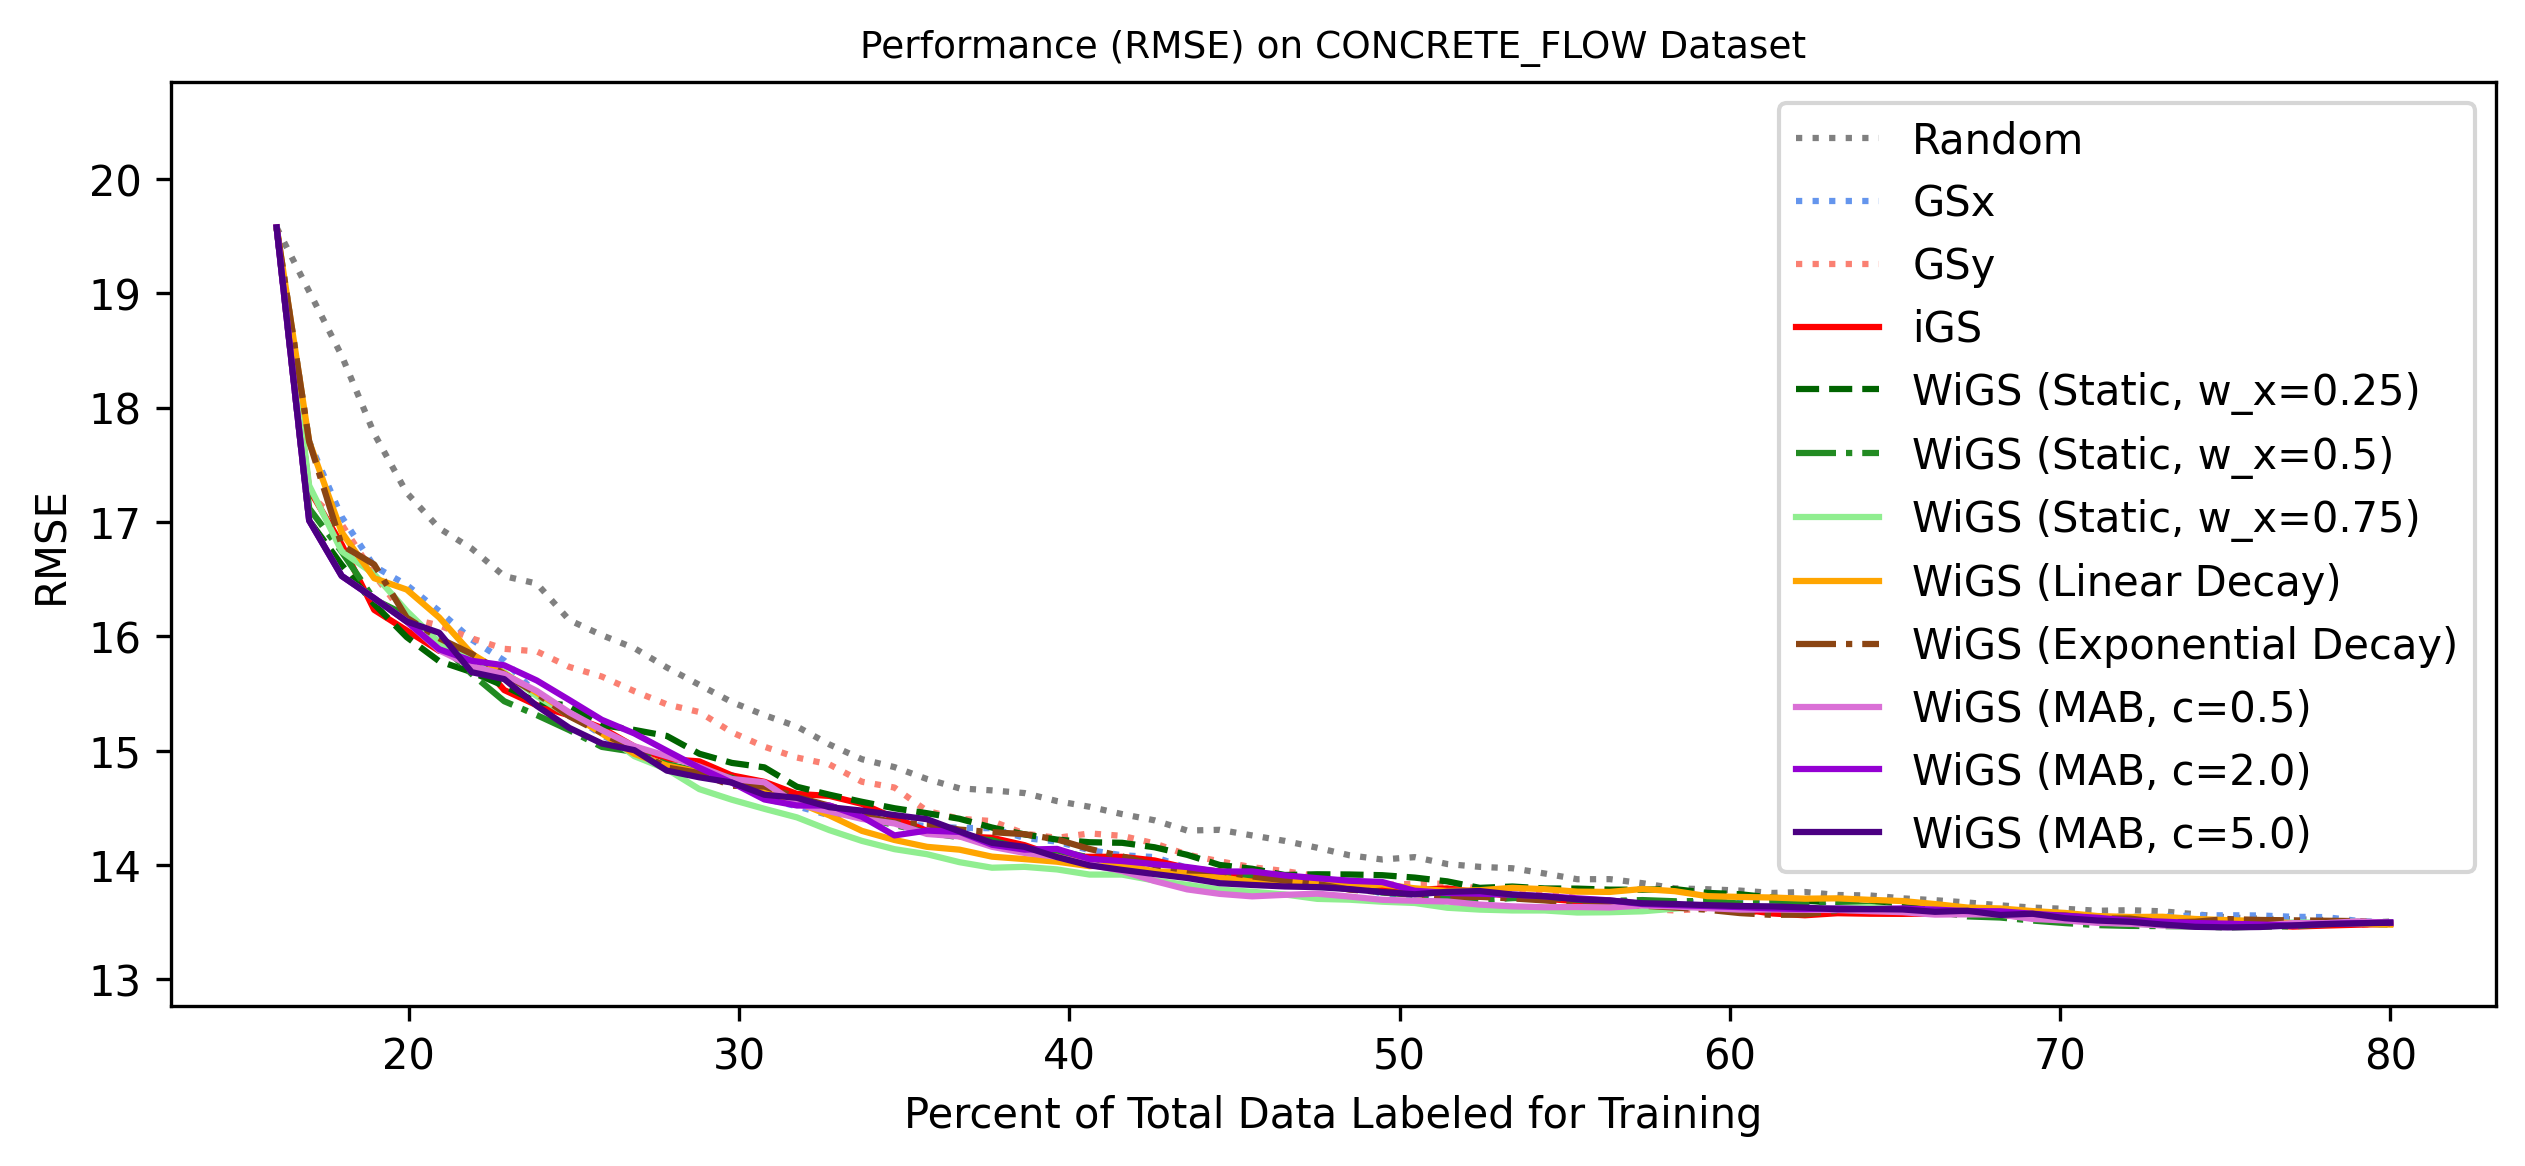 Performance (RMSE) on CONCRETE_FLOW Dataset
RMSE
20
19
18
17
16
15
14
13
Random
GSx
GSy
iGS
WiGS (Static, w_x=0.25)
WiGS (Static, w_x=0.5)
WiGS (Static, w_x=0.75)
WiGS (Linear Decay)
WiGS (Exponential Decay)
WiGS (MAB, c=0.5)
WiGS (MAB, c=2.0)
WiGS (MAB, c=5.0)
20 30 40 50 60 70 80
Percent of Total Data Labeled for Training